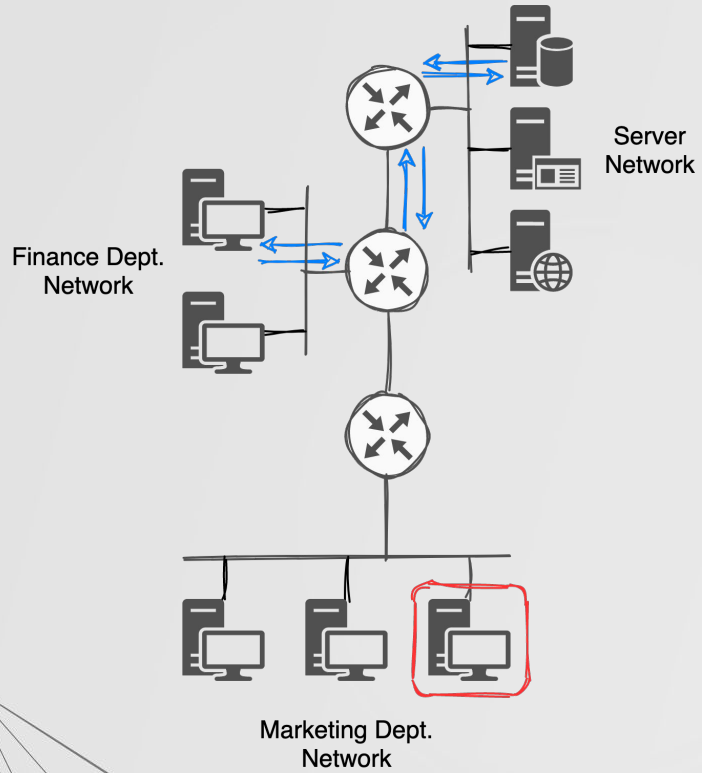 Server
Network
Finance Dept.
Network
Marketing Dept.
Network